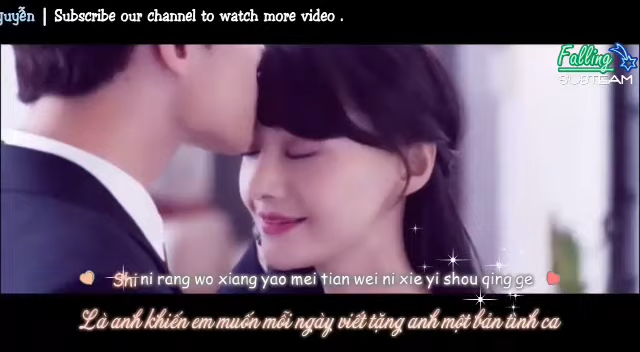 guyễn | Subscribe our channel to watch more video .
Falling
SUBTEAM
Shi ni rang wo xiang yao mei tian wei ni xie yi shou qing ge
Là anh khiến em muốn mỗi ngày viết tặng anh một bản tình ca